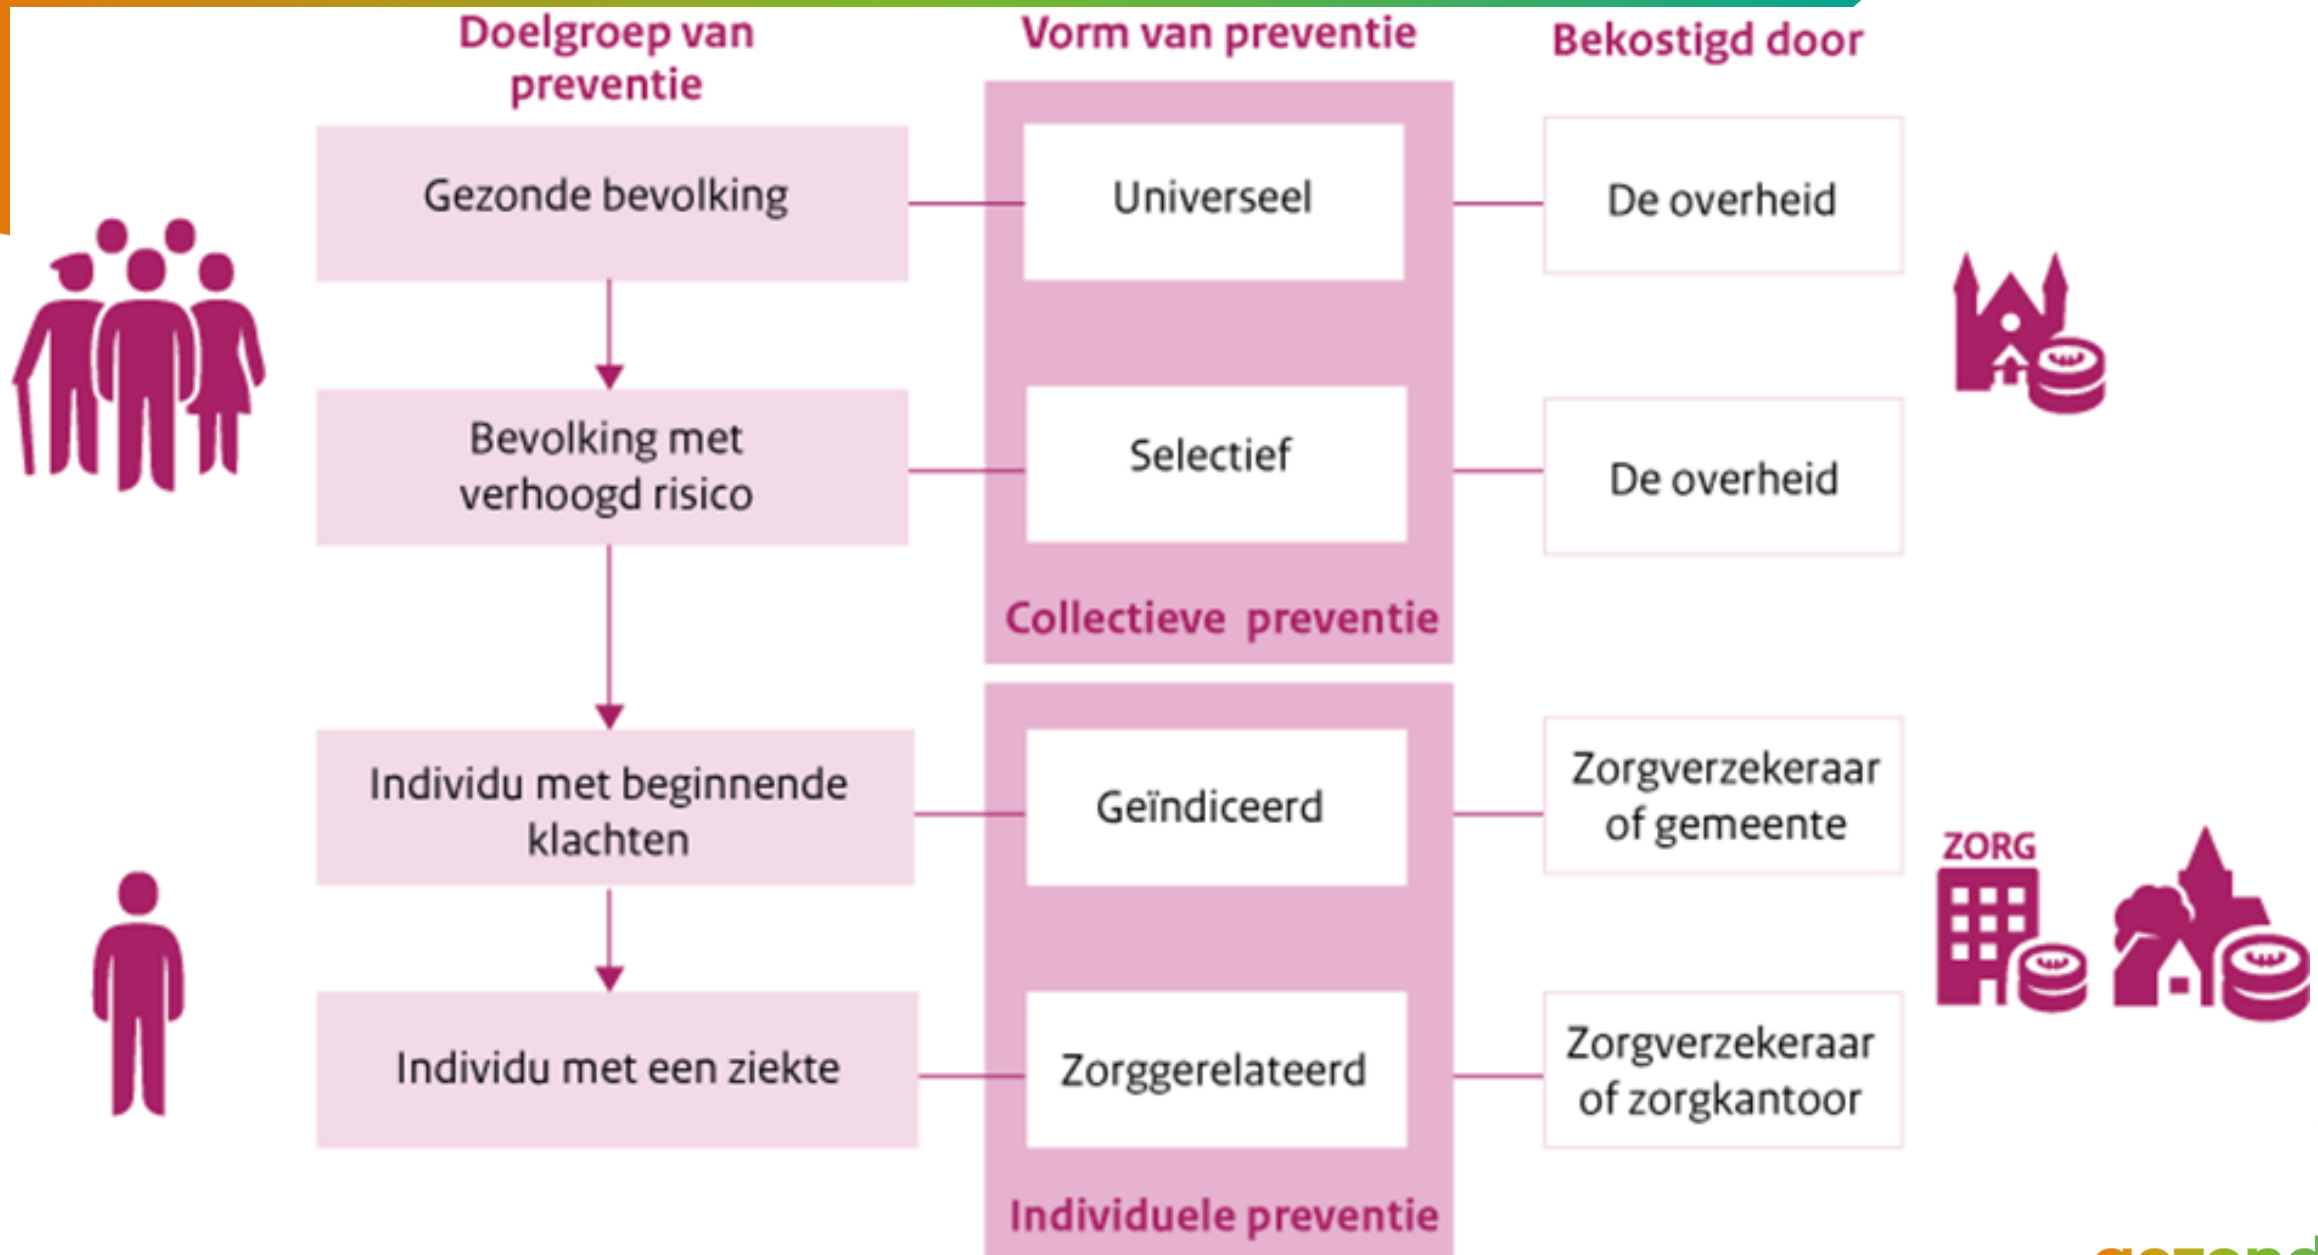 Doelgroep van
preventie
Vorm van preventie
Bekostigd door
Gezonde bevolking
Universeel
De overheid
Bevolking met
verhoogd risico
Selectief
De overheid
Collectieve preventie
Individu met beginnende
klachten
Geïndiceerd
Zorgverzekeraar
of gemeente
ZORG
Individu met een ziekte
Zorggerelateerd
Zorgverzekeraar
of zorgkantoor
Individuele preventie